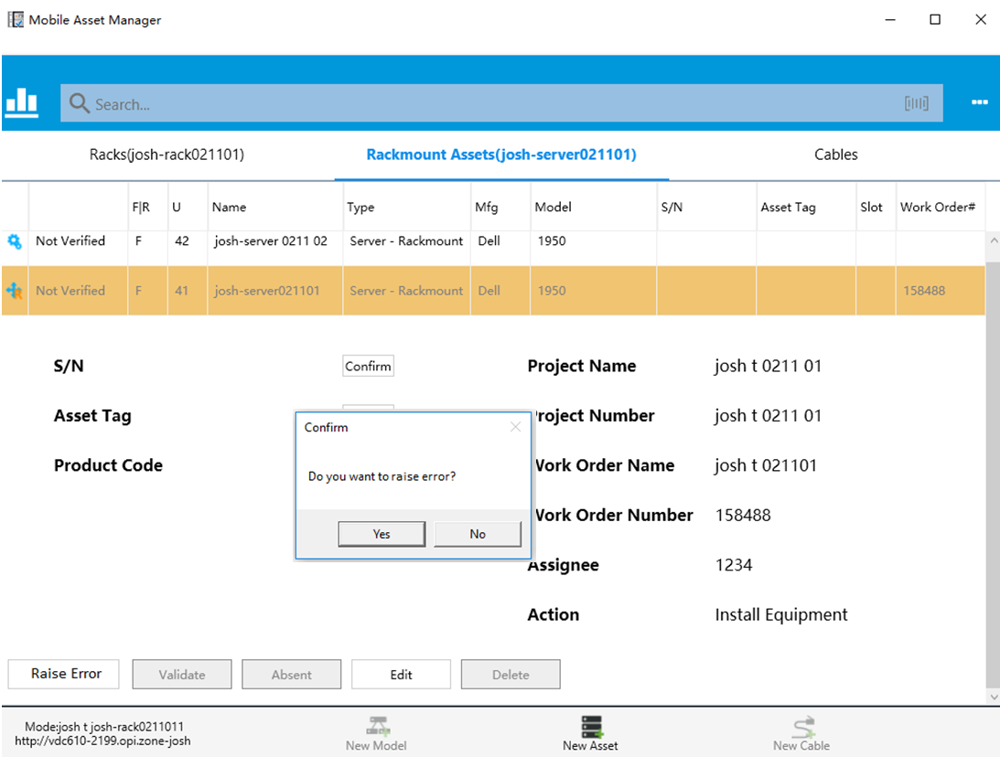 Mobile Asset Manager
Search...
Racks(josh-rack021101) Rackmount Assets(josh-server021101) Cables
F|R U Name Type Mfg Model S/N Asset Tag Slot Work Order#
Not Verified F 42 josh-server 0211 02 Server - Rackmount Dell 1950
Not Verified F 41 josh-server021101 Server - Rackmount Dell 1950 158488
S/N Confirm Project Name josh t 0211 01
Asset Tag roject Number josh t 0211 01
Confirm
Product Code Work Order Name josh t 021101
Do you want to raise error?
Work Order Number 158488
Yes No
Assignee 1234
Action Install Equipment
Raise Error Validate Absent Edit Delete
Mode:josh t josh-rack0211011
http://vdc610-2199.opi.zone-josh
New Model New Asset New Cable